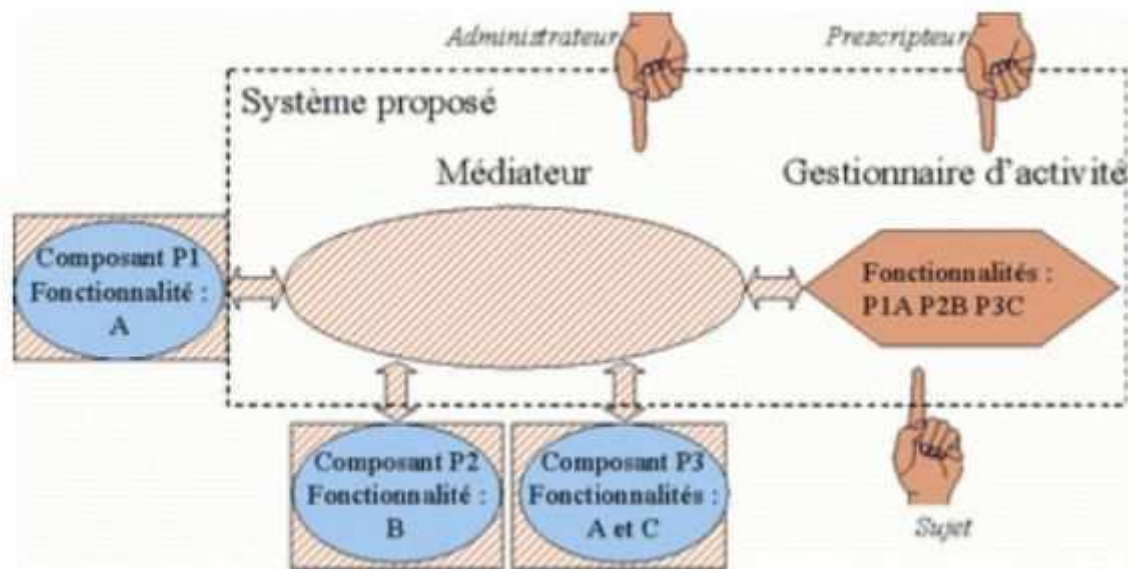 Administrateur
Prescripteur
Système proposé
Médiateur
Gestionnaire d'activité
Composant P1
Fonctionnalité :
A
Fonctionnalités :
P1A P2B P3C
Composant P2
Fonctionnalité :
B
Composant P3
Fonctionnalités :
A et C
Sujet